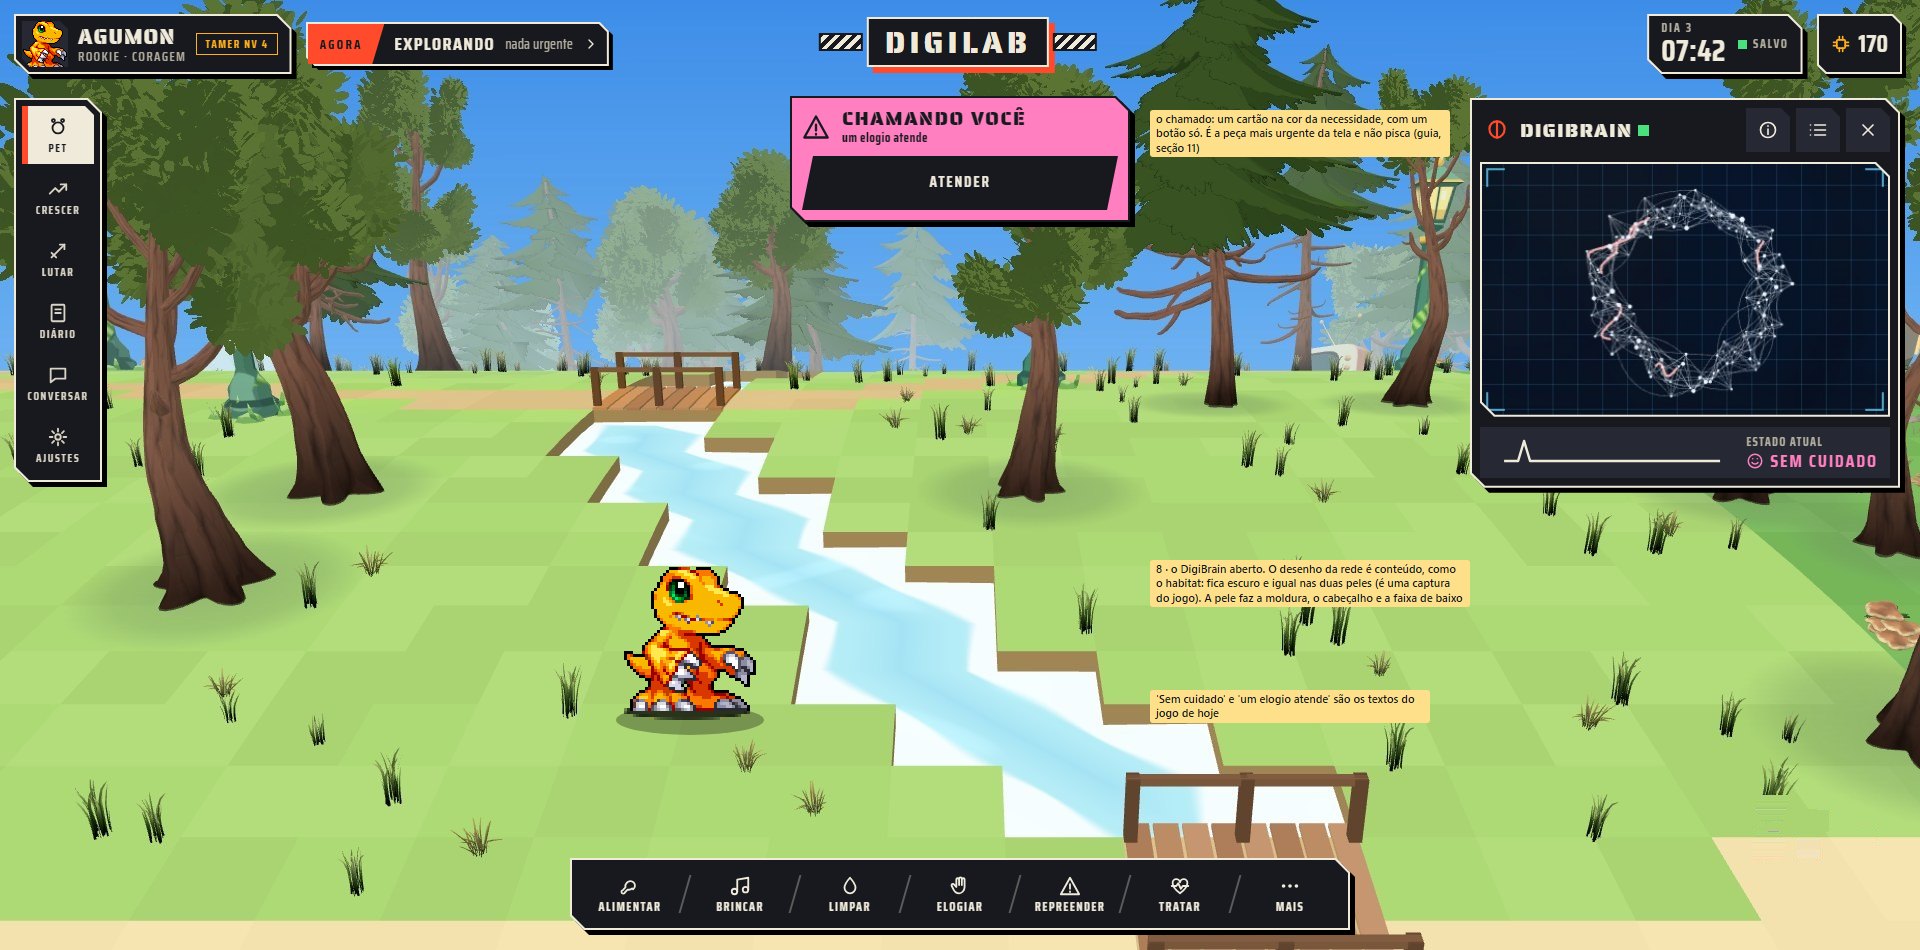 AGUMON
ROOKIE · CORAGEM
TAMER NV 4
AGORA
EXPLORANDO nada urgente
DIGILAB
DIA 3
07:42
SALVO
170
PET
CRESCER
LUTAR
DIÁRIO
CONVERSAR
AJUSTES
CHAMANDO VOCÊ
um elogio atende
ATENDER
o chamado: um cartão na cor da necessidade, com um
botão só. É a peça mais urgente da tela e não pisca (guia,
seção 11)
DIGIBRAIN
ESTADO ATUAL
SEM CUIDADO
8 · o DigiBrain aberto. O desenho da rede é conteúdo, como
o habitat: fica escuro e igual nas duas peles (é uma captura
do jogo). A pele faz a moldura, o cabeçalho e a faixa de baixo
'Sem cuidado' e 'um elogio atende' são os textos do
jogo de hoje
ALIMENTAR
BRINCAR
LIMPAR
ELOGIAR
REPREENDER
TRATAR
MAIS